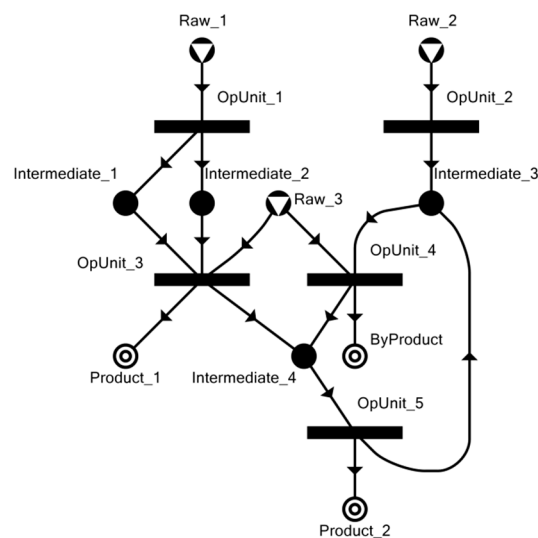 Raw_1
Raw_2
OpUnit_1
OpUnit_2
Intermediate_1
Intermediate_2
Intermediate_3
Raw_3
OpUnit_3
OpUnit_4
ByProduct
Product_1
Intermediate_4
OpUnit_5
Product_2